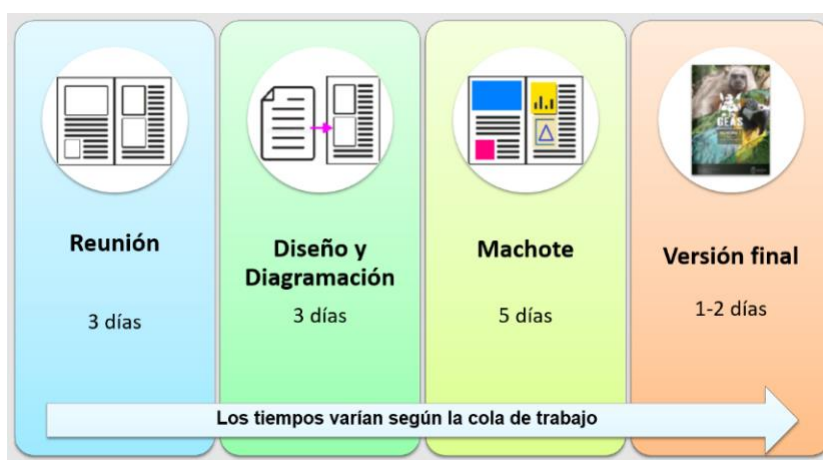 Reunión
3 días
Diseño y
Diagramación
3 días
Machote
5 días
GEAS
Versión final
1-2 días
Los tiempos varían según la cola de trabajo